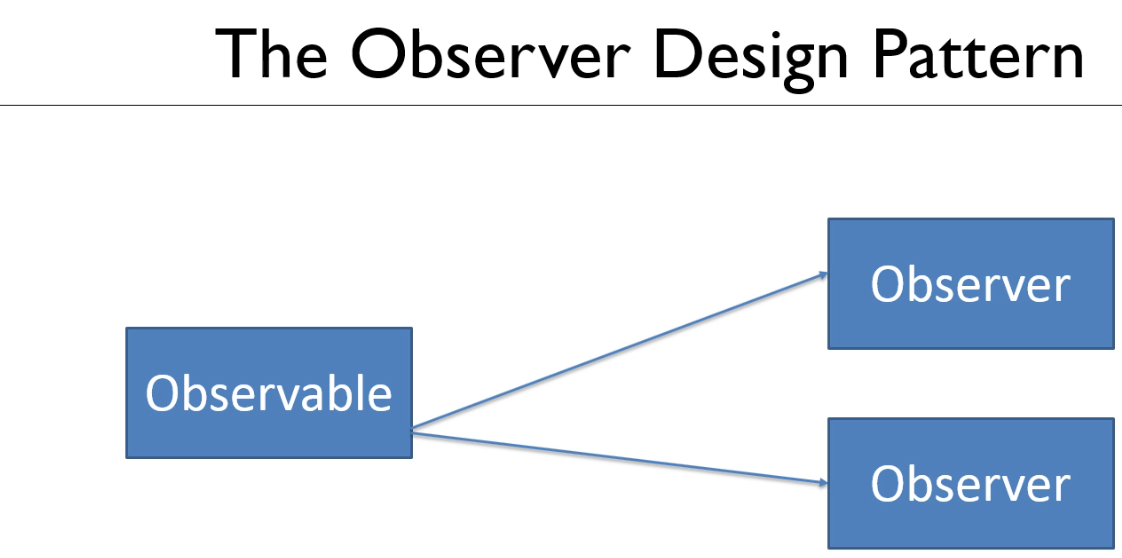 The Observer Design Pattern
Observer
Observable
Observer